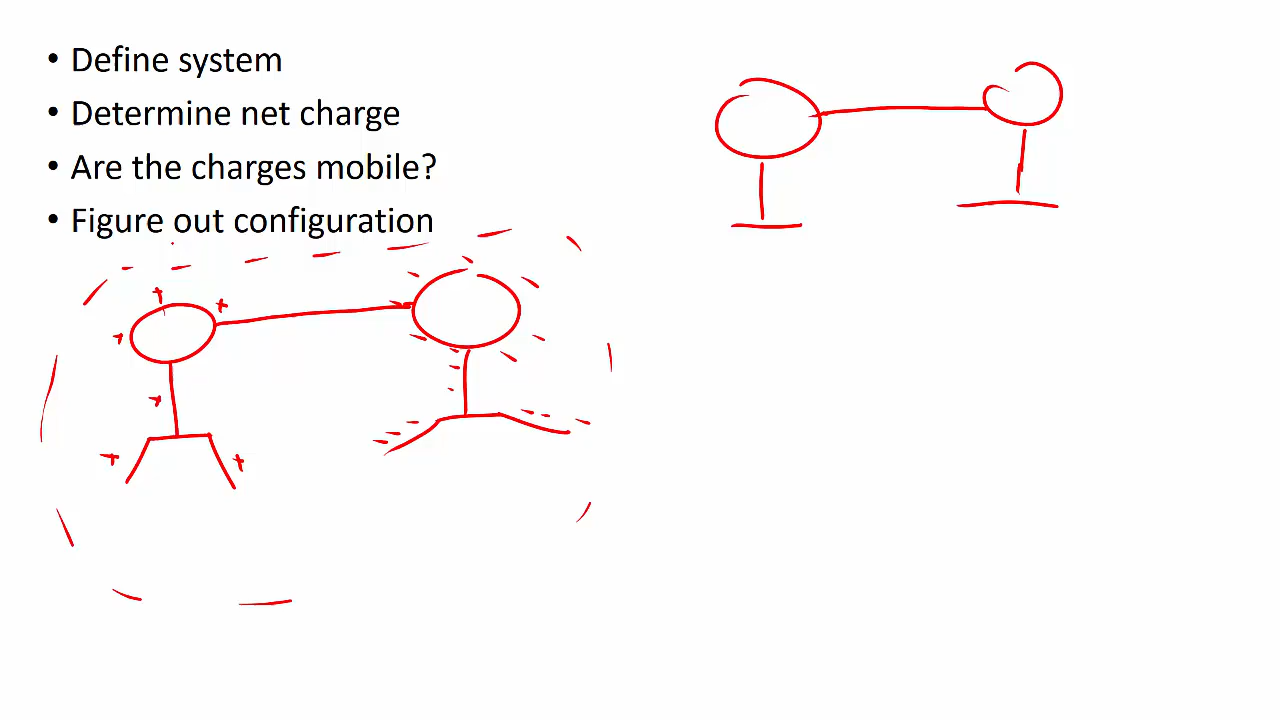 • Define system
• Determine net charge
• Are the charges mobile?
• Figure out configuration